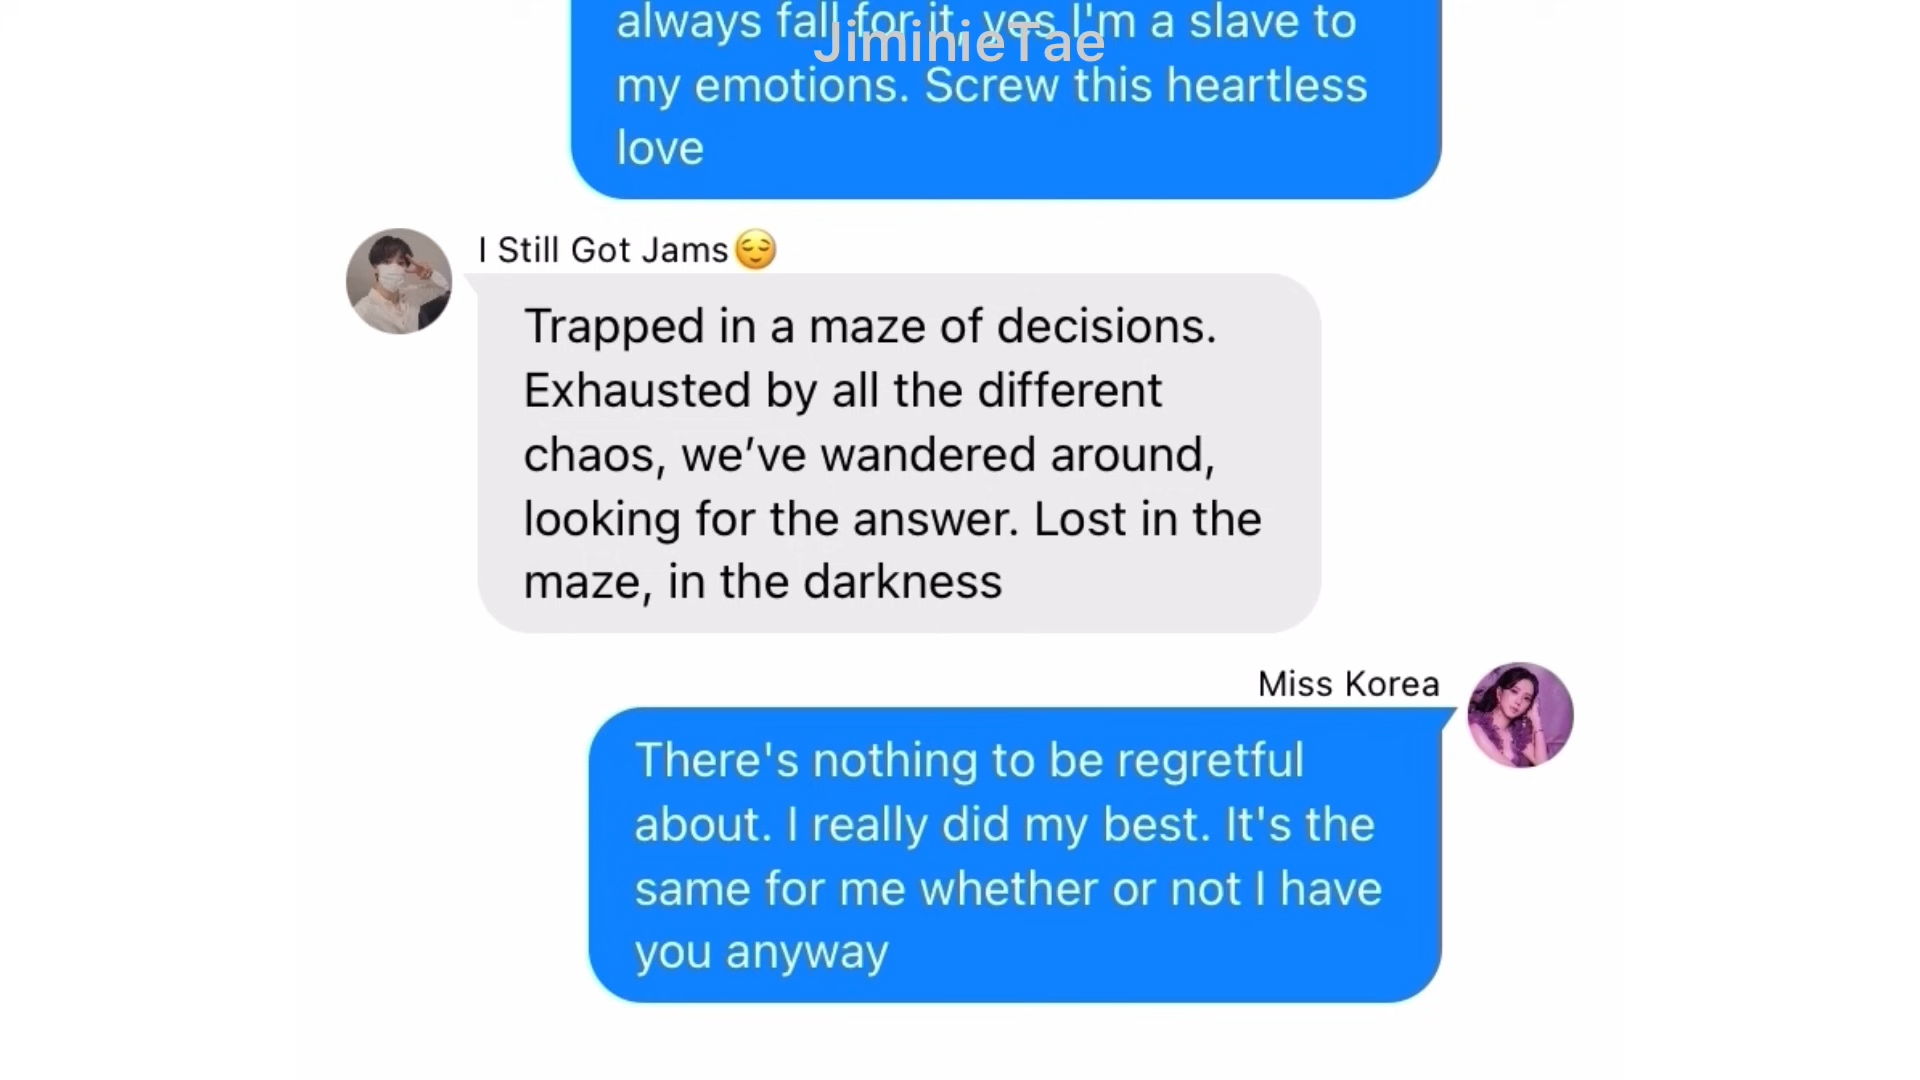 always fall for it, yes I'm a slave to
JiminieTae
my emotions. Screw this heartless
love
I Still Got Jams😌
Trapped in a maze of decisions.
Exhausted by all the different
chaos, we’ve wandered around,
looking for the answer. Lost in the
maze, in the darkness
Miss Korea
There's nothing to be regretful
about. I really did my best. It's the
same for me whether or not I have
you anyway